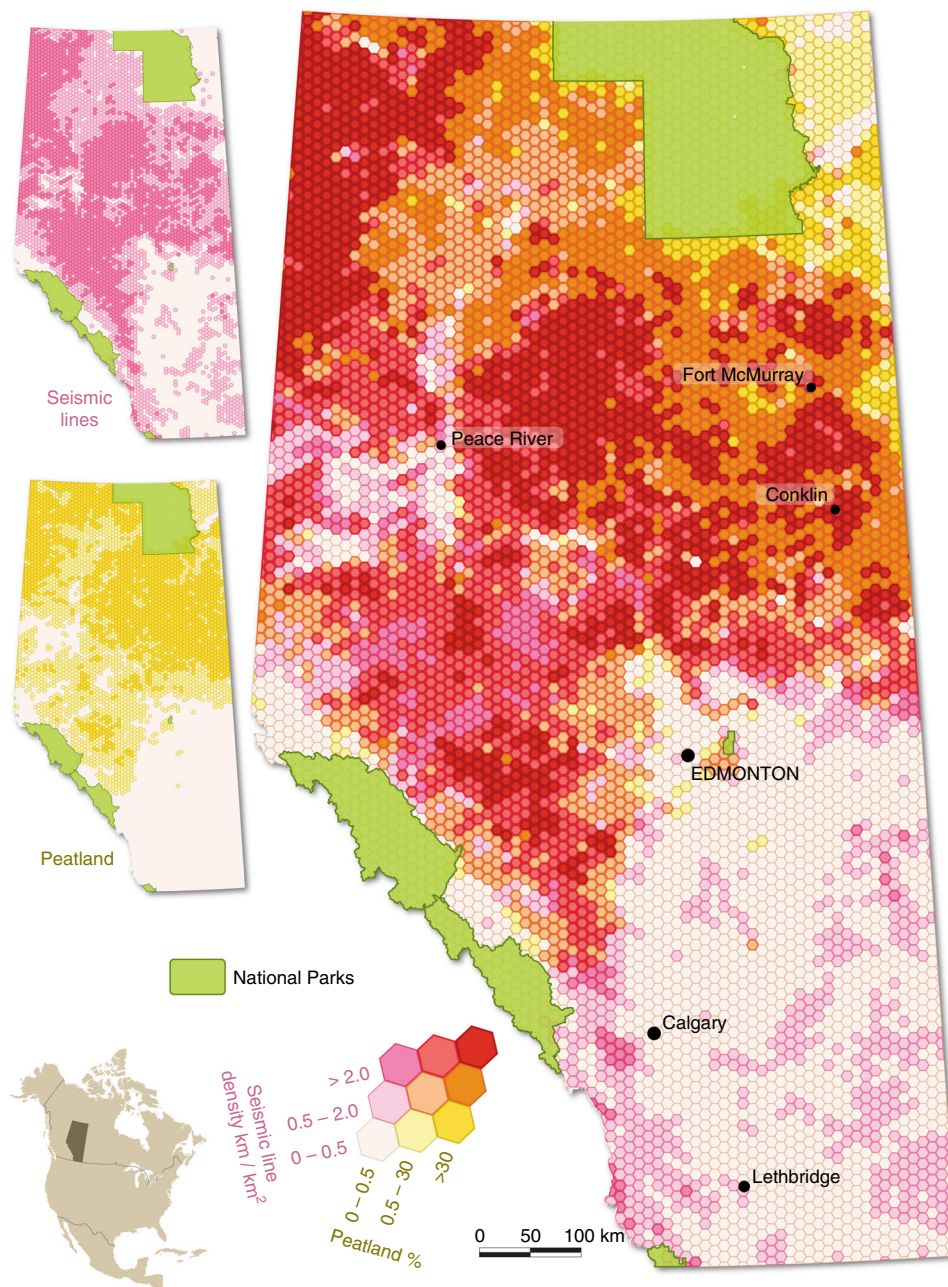 Seismic
lines
Peatland
National Parks
Fort McMurray
Peace River
Conklin
EDMONTON
Calgary
Lethbridge
Seismic line
density km / km²
> 2.0
0.5 – 2.0
0 – 0.5
0 – 0.5
0.5 – 30
>30
Peatland %
0 50 100 km